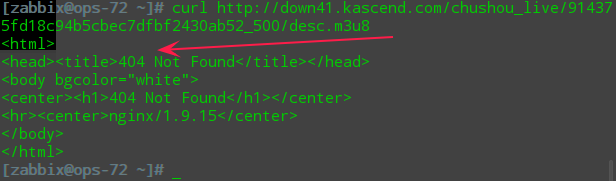 [zabbix@ops-72 ~]# curl http://down41.kascend.com/chushou_live/91437
5fd18c94b5cbec7dfbf2430ab52_500/desc.m3u8
<html>
<head><title>404 Not Found</title></head>
<body bgcolor="white">
<center><h1>404 Not Found</h1></center>
<hr><center>nginx/1.9.15</center>
</body>
</html>
[zabbix@ops-72 ~]# _